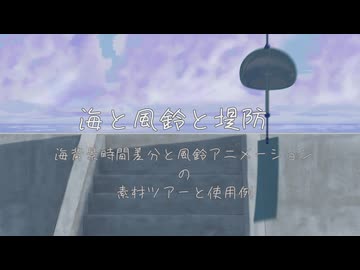 海と風鈴と堤防
海背景時間差分と風鈴アニメーション
の
素材ツアーと使用例